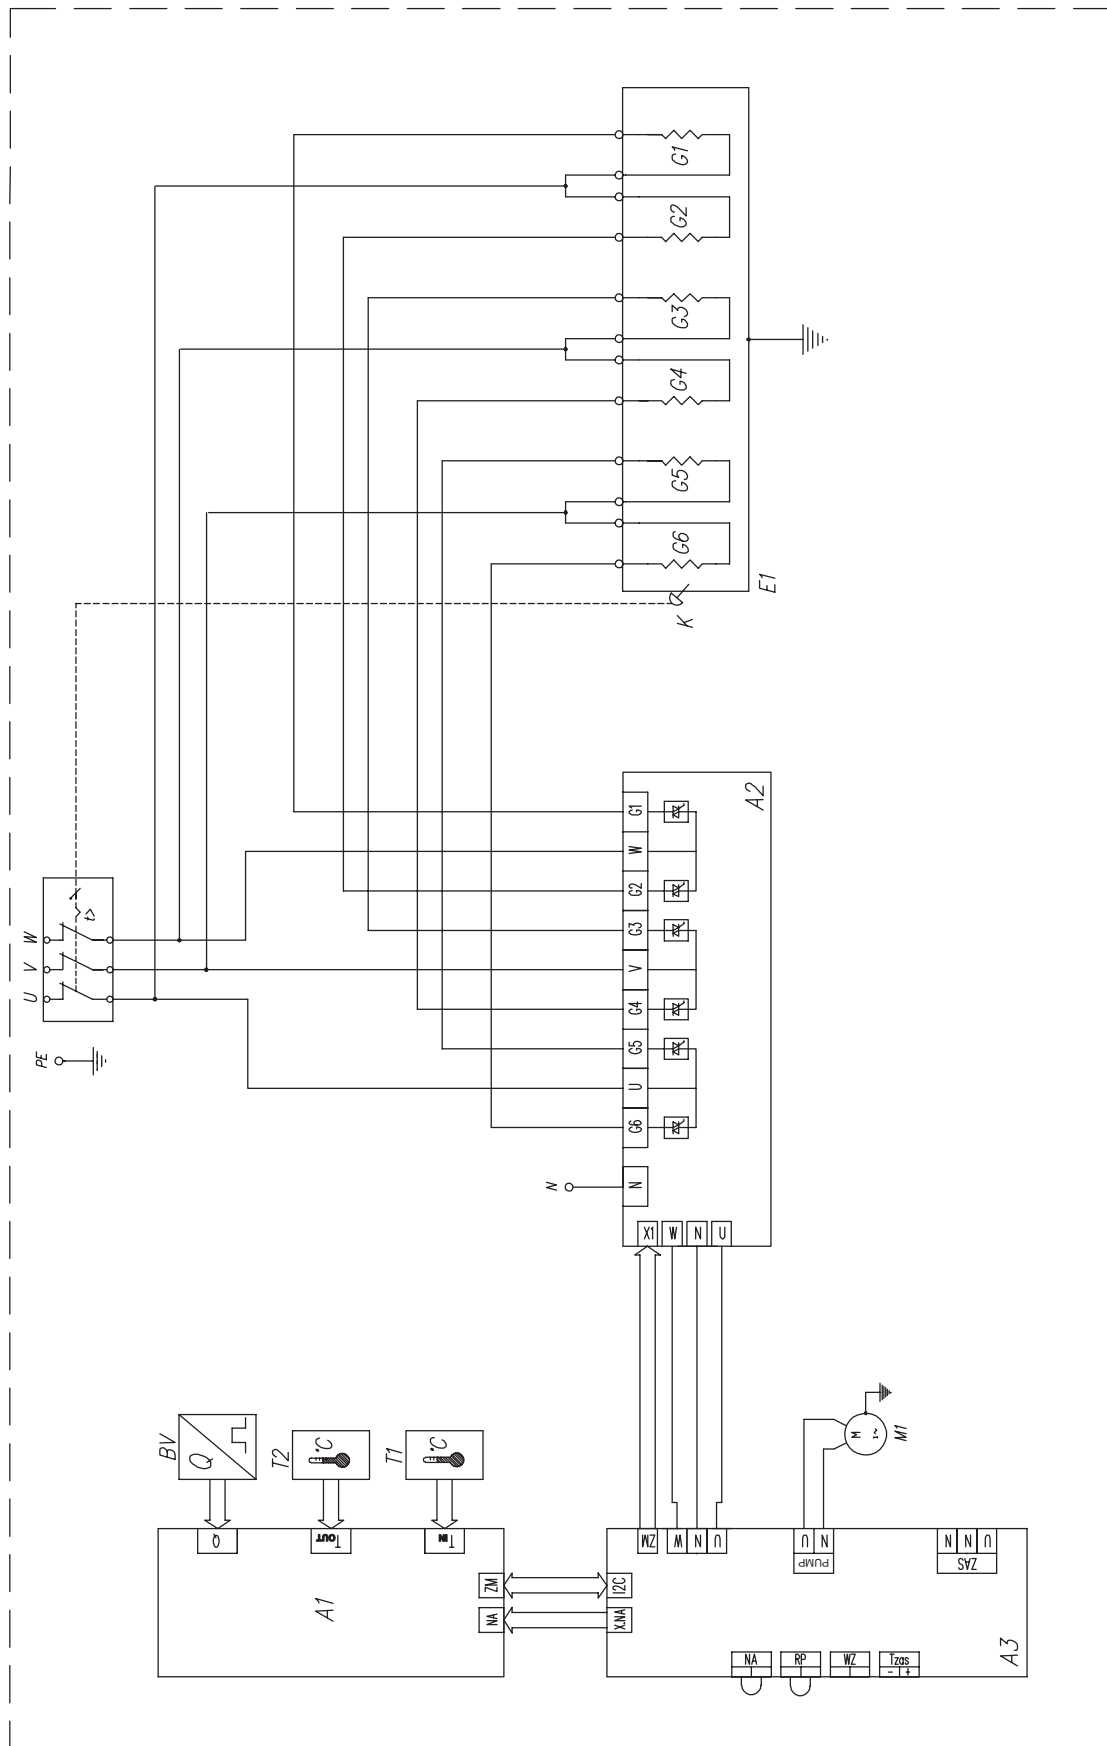 G1
G2
G3
G4
G5
G6
E1
K
W
V
U
t>
PE
A2
G1
W
G2
G3
V
G4
G5
U
G6
N
N
X1
W
N
U
BV
Q
T2
°C
T1
°C
Q
TOUT
TIN
ZM
NA
A1
ZM
W
N
U
I2C
X.NA
U
N
PUMP
N
N
U
ZAS
M
1~
M1
NA
RP
WZ
Tzas
- +
A3